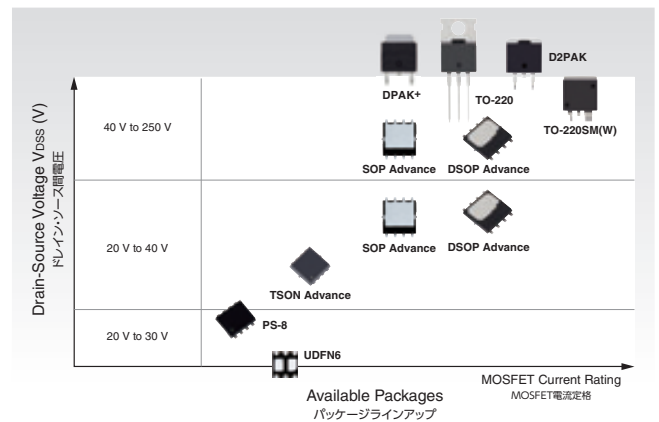 D2PAK
DPAK+
TO-220
TO-220SM(W)
40 V to 250 V
SOP Advance
DSOP Advance
Drain-Source Voltage VDSS (V)
ドレイン・ソース間電圧
20 V to 40 V
SOP Advance
DSOP Advance
TSON Advance
PS-8
20 V to 30 V
UDFN6
MOSFET Current Rating
MOSFET電流定格
Available Packages
パッケージラインアップ